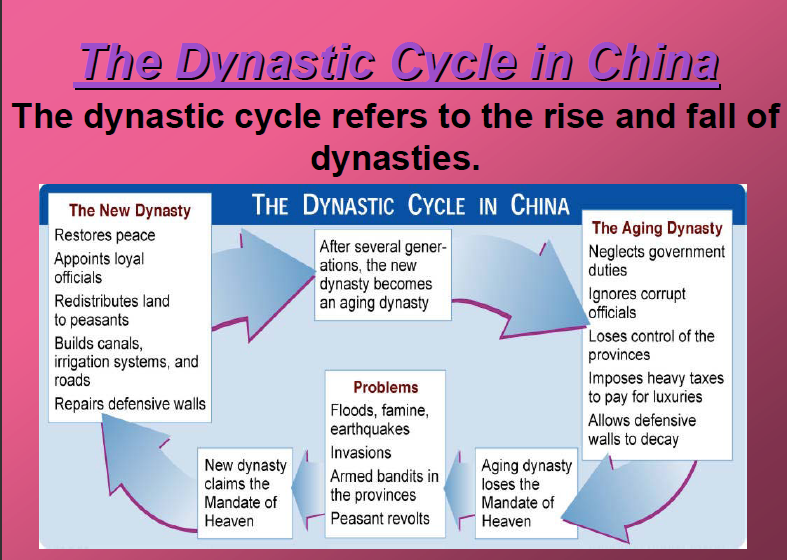 The Dynastic Cycle in China
The dynastic cycle refers to the rise and fall of
dynasties.
THE DYNASTIC CYCLE IN CHINA
The New Dynasty
Restores peace
Appoints loyal
officials
Redistributes land
to peasants
Builds canals,
irrigation systems, and
roads
Repairs defensive walls
After several gener-
ations, the new
dynasty becomes
an aging dynasty
The Aging Dynasty
Neglects government
duties
Ignores corrupt
officials
Loses control of the
provinces
Imposes heavy taxes
to pay for luxuries
Allows defensive
walls to decay
Aging dynasty
loses the
Mandate of
Heaven
Problems
Floods, famine,
earthquakes
Invasions
Armed bandits in
the provinces
Peasant revolts
New dynasty
claims the
Mandate of
Heaven